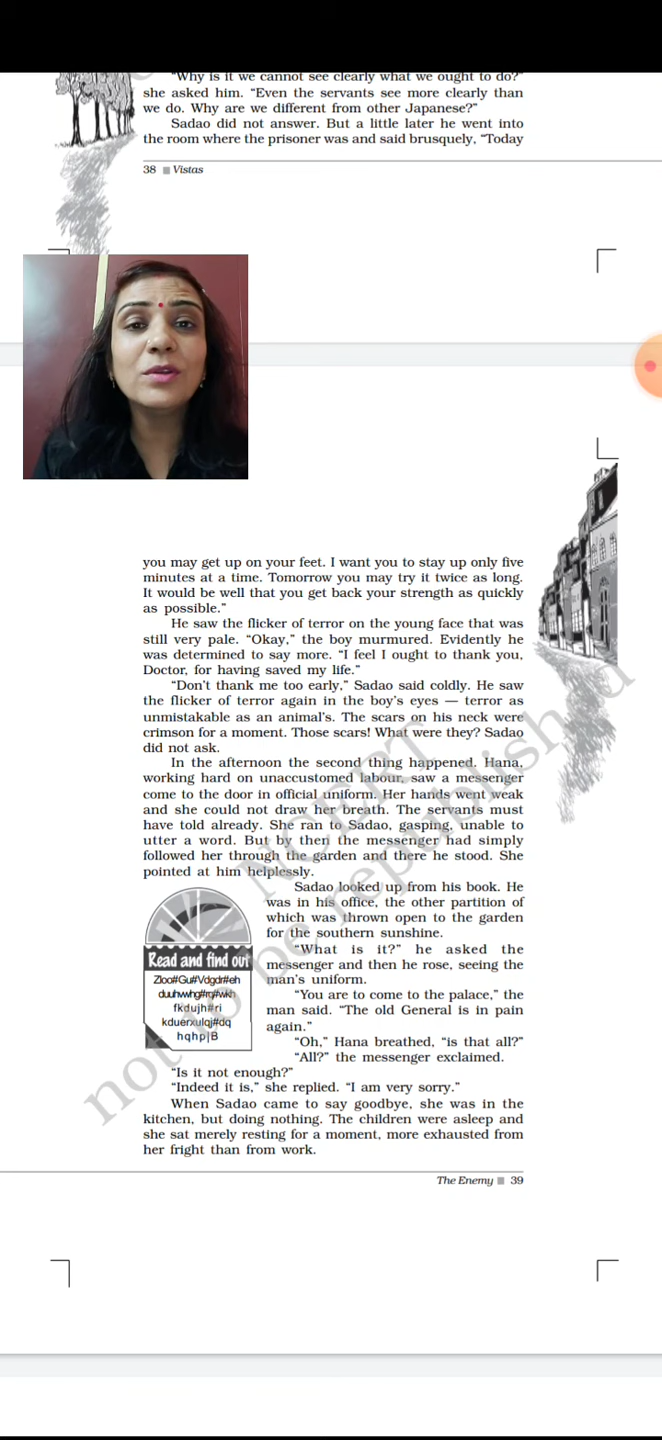 "Why is it we cannot see clearly what we ought to do?"
she asked him. "Even the servants see more clearly than
we do. Why are we different from other Japanese?"
Sadao did not answer. But a little later he went into
the room where the prisoner was and said brusquely, "Today
38 ■ Vistas
you may get up on your feet. I want you to stay up only five
minutes at a time. Tomorrow you may try it twice as long.
It would be well that you get back your strength as quickly
as possible."
He saw the flicker of terror on the young face that was
still very pale. "Okay," the boy murmured. Evidently he
was determined to say more. "I feel I ought to thank you,
Doctor, for having saved my life."
"Don't thank me too early," Sadao said coldly. He saw
the flicker of terror again in the boy's eyes — terror as
unmistakable as an animal's. The scars on his neck were
crimson for a moment. Those scars! What were they? Sadao
did not ask.
In the afternoon the second thing happened. Hana,
working hard on unaccustomed labour, saw a messenger
come to the door in official uniform. Her hands went weak
and she could not draw her breath. The servants must
have told already. She ran to Sadao, gasping, unable to
utter a word. But by then the messenger had simply
followed her through the garden and there he stood. She
pointed at him helplessly.
Sadao looked up from his book. He
was in his office, the other partition of
which was thrown open to the garden
for the southern sunshine.
"What is it?" he asked the
messenger and then he rose, seeing the
man's uniform.
"You are to come to the palace," the
man said. "The old General is in pain
again."
"Oh," Hana breathed, "is that all?"
"All?" the messenger exclaimed.
Read and find out
Zloo#Gu#Vdgdr#eh
duuhvwhg#rq#wkh
fkdujh#ri
kduerxulqj#dq
hqhp|B
"Is it not enough?"
"Indeed it is," she replied. "I am very sorry."
When Sadao came to say goodbye, she was in the
kitchen, but doing nothing. The children were asleep and
she sat merely resting for a moment, more exhausted from
her fright than from work.
The Enemy ■ 39
NCERT
not to be republished